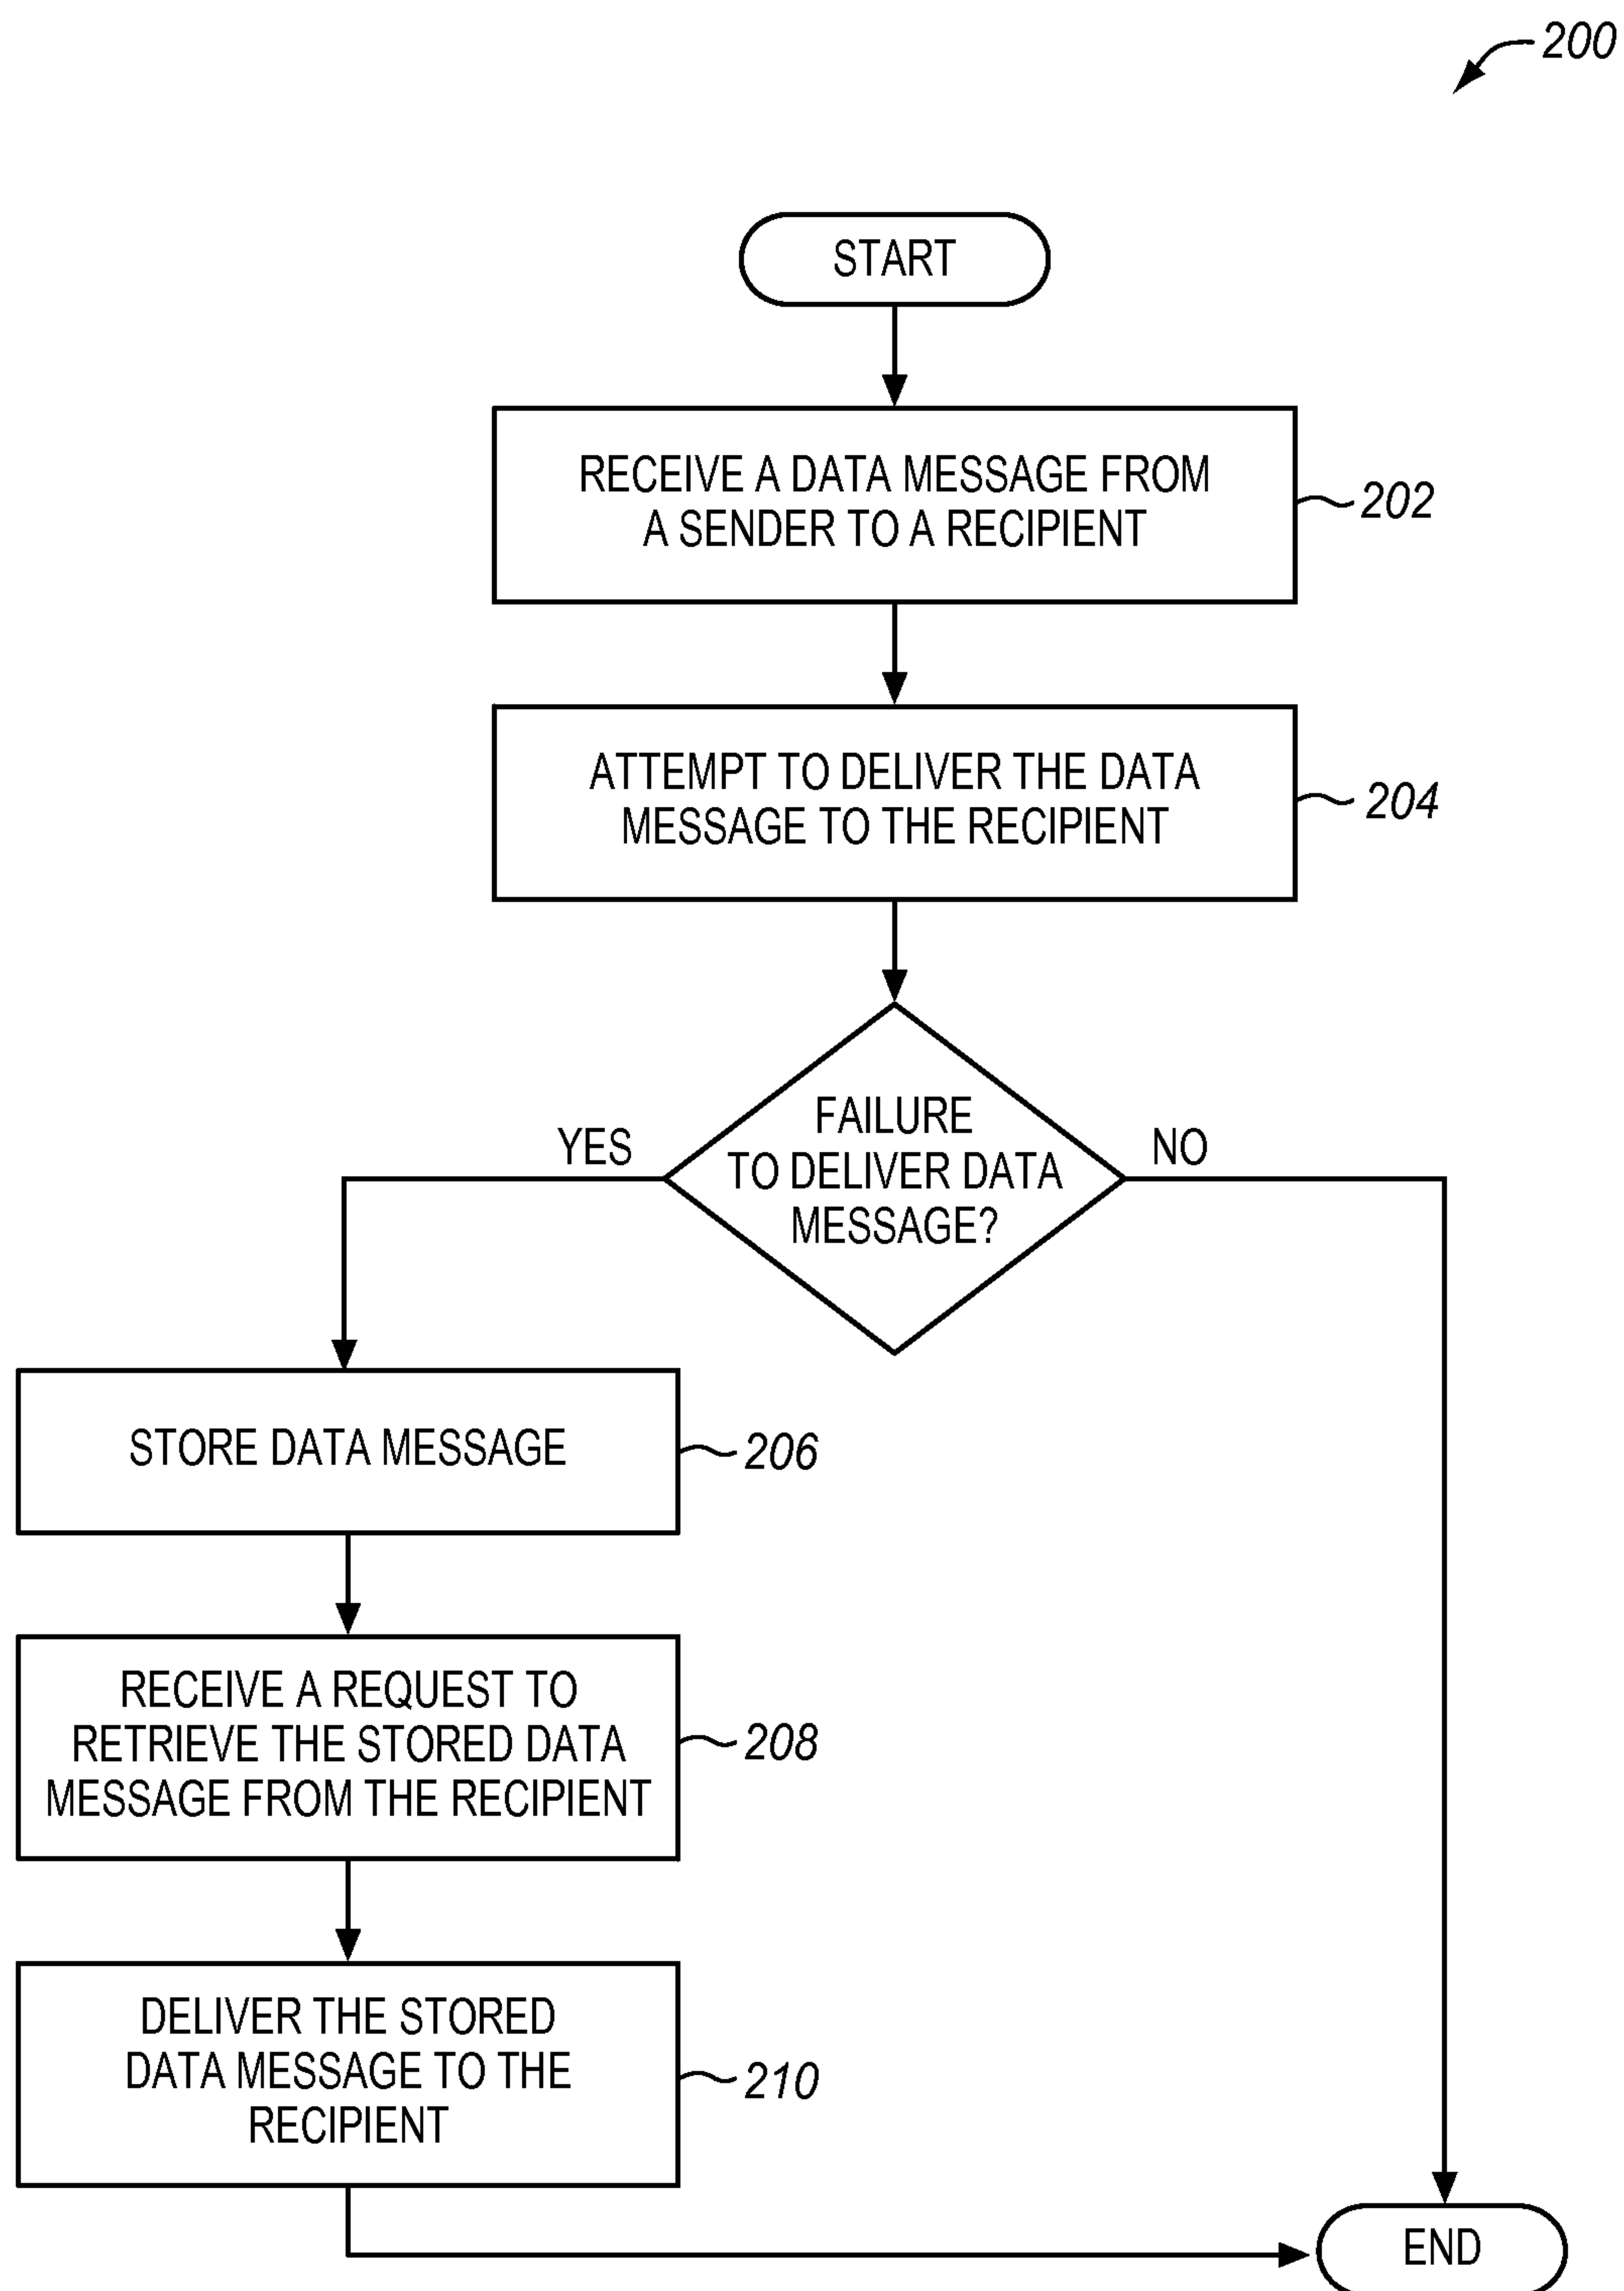 200
START
RECEIVE A DATA MESSAGE FROM
A SENDER TO A RECIPIENT
202
ATTEMPT TO DELIVER THE DATA
MESSAGE TO THE RECIPIENT
204
FAILURE
TO DELIVER DATA
MESSAGE?
YES
NO
STORE DATA MESSAGE
206
RECEIVE A REQUEST TO
RETRIEVE THE STORED DATA
MESSAGE FROM THE RECIPIENT
208
DELIVER THE STORED
DATA MESSAGE TO THE
RECIPIENT
210
END